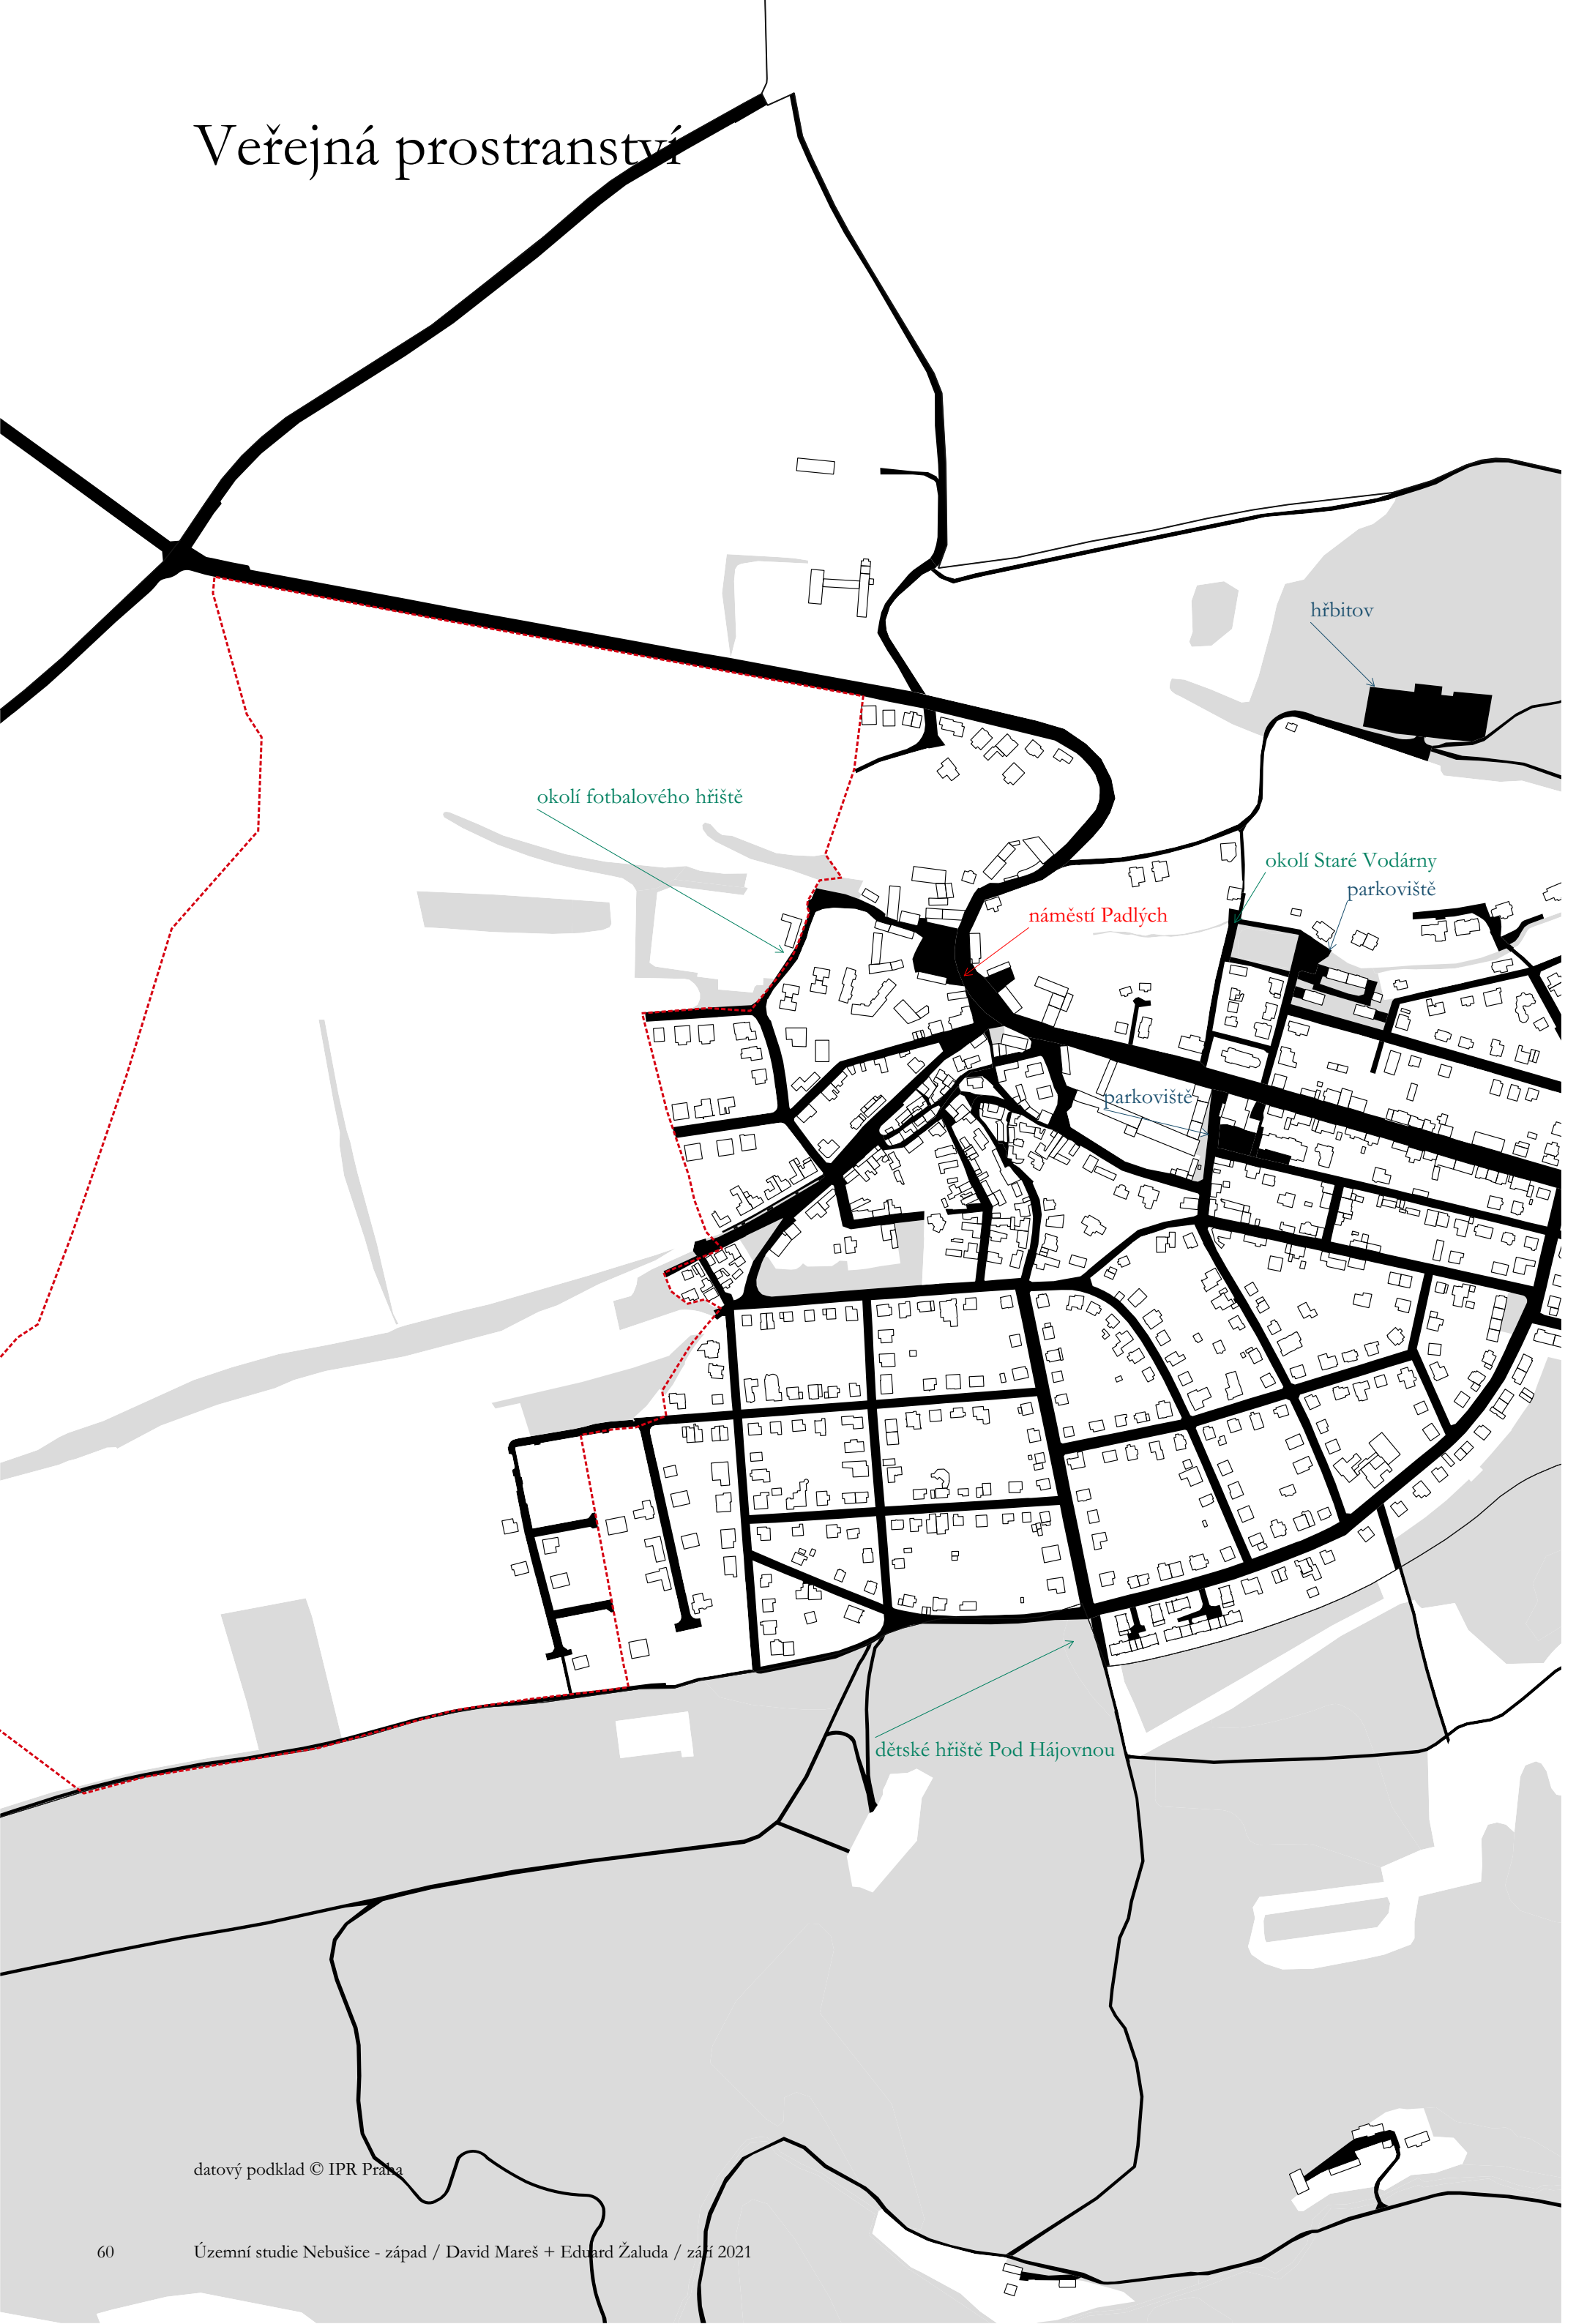 Veřejná prostranství
hřbitov
okolí fotbalového hřiště
okolí Staré Vodárny
parkoviště
náměstí Padlých
parkoviště
dětské hřiště Pod Hájovnou
datový podklad © IPR Praha
60 Územní studie Nebušice - západ / David Mareš + Eduard Žaluda / září 2021